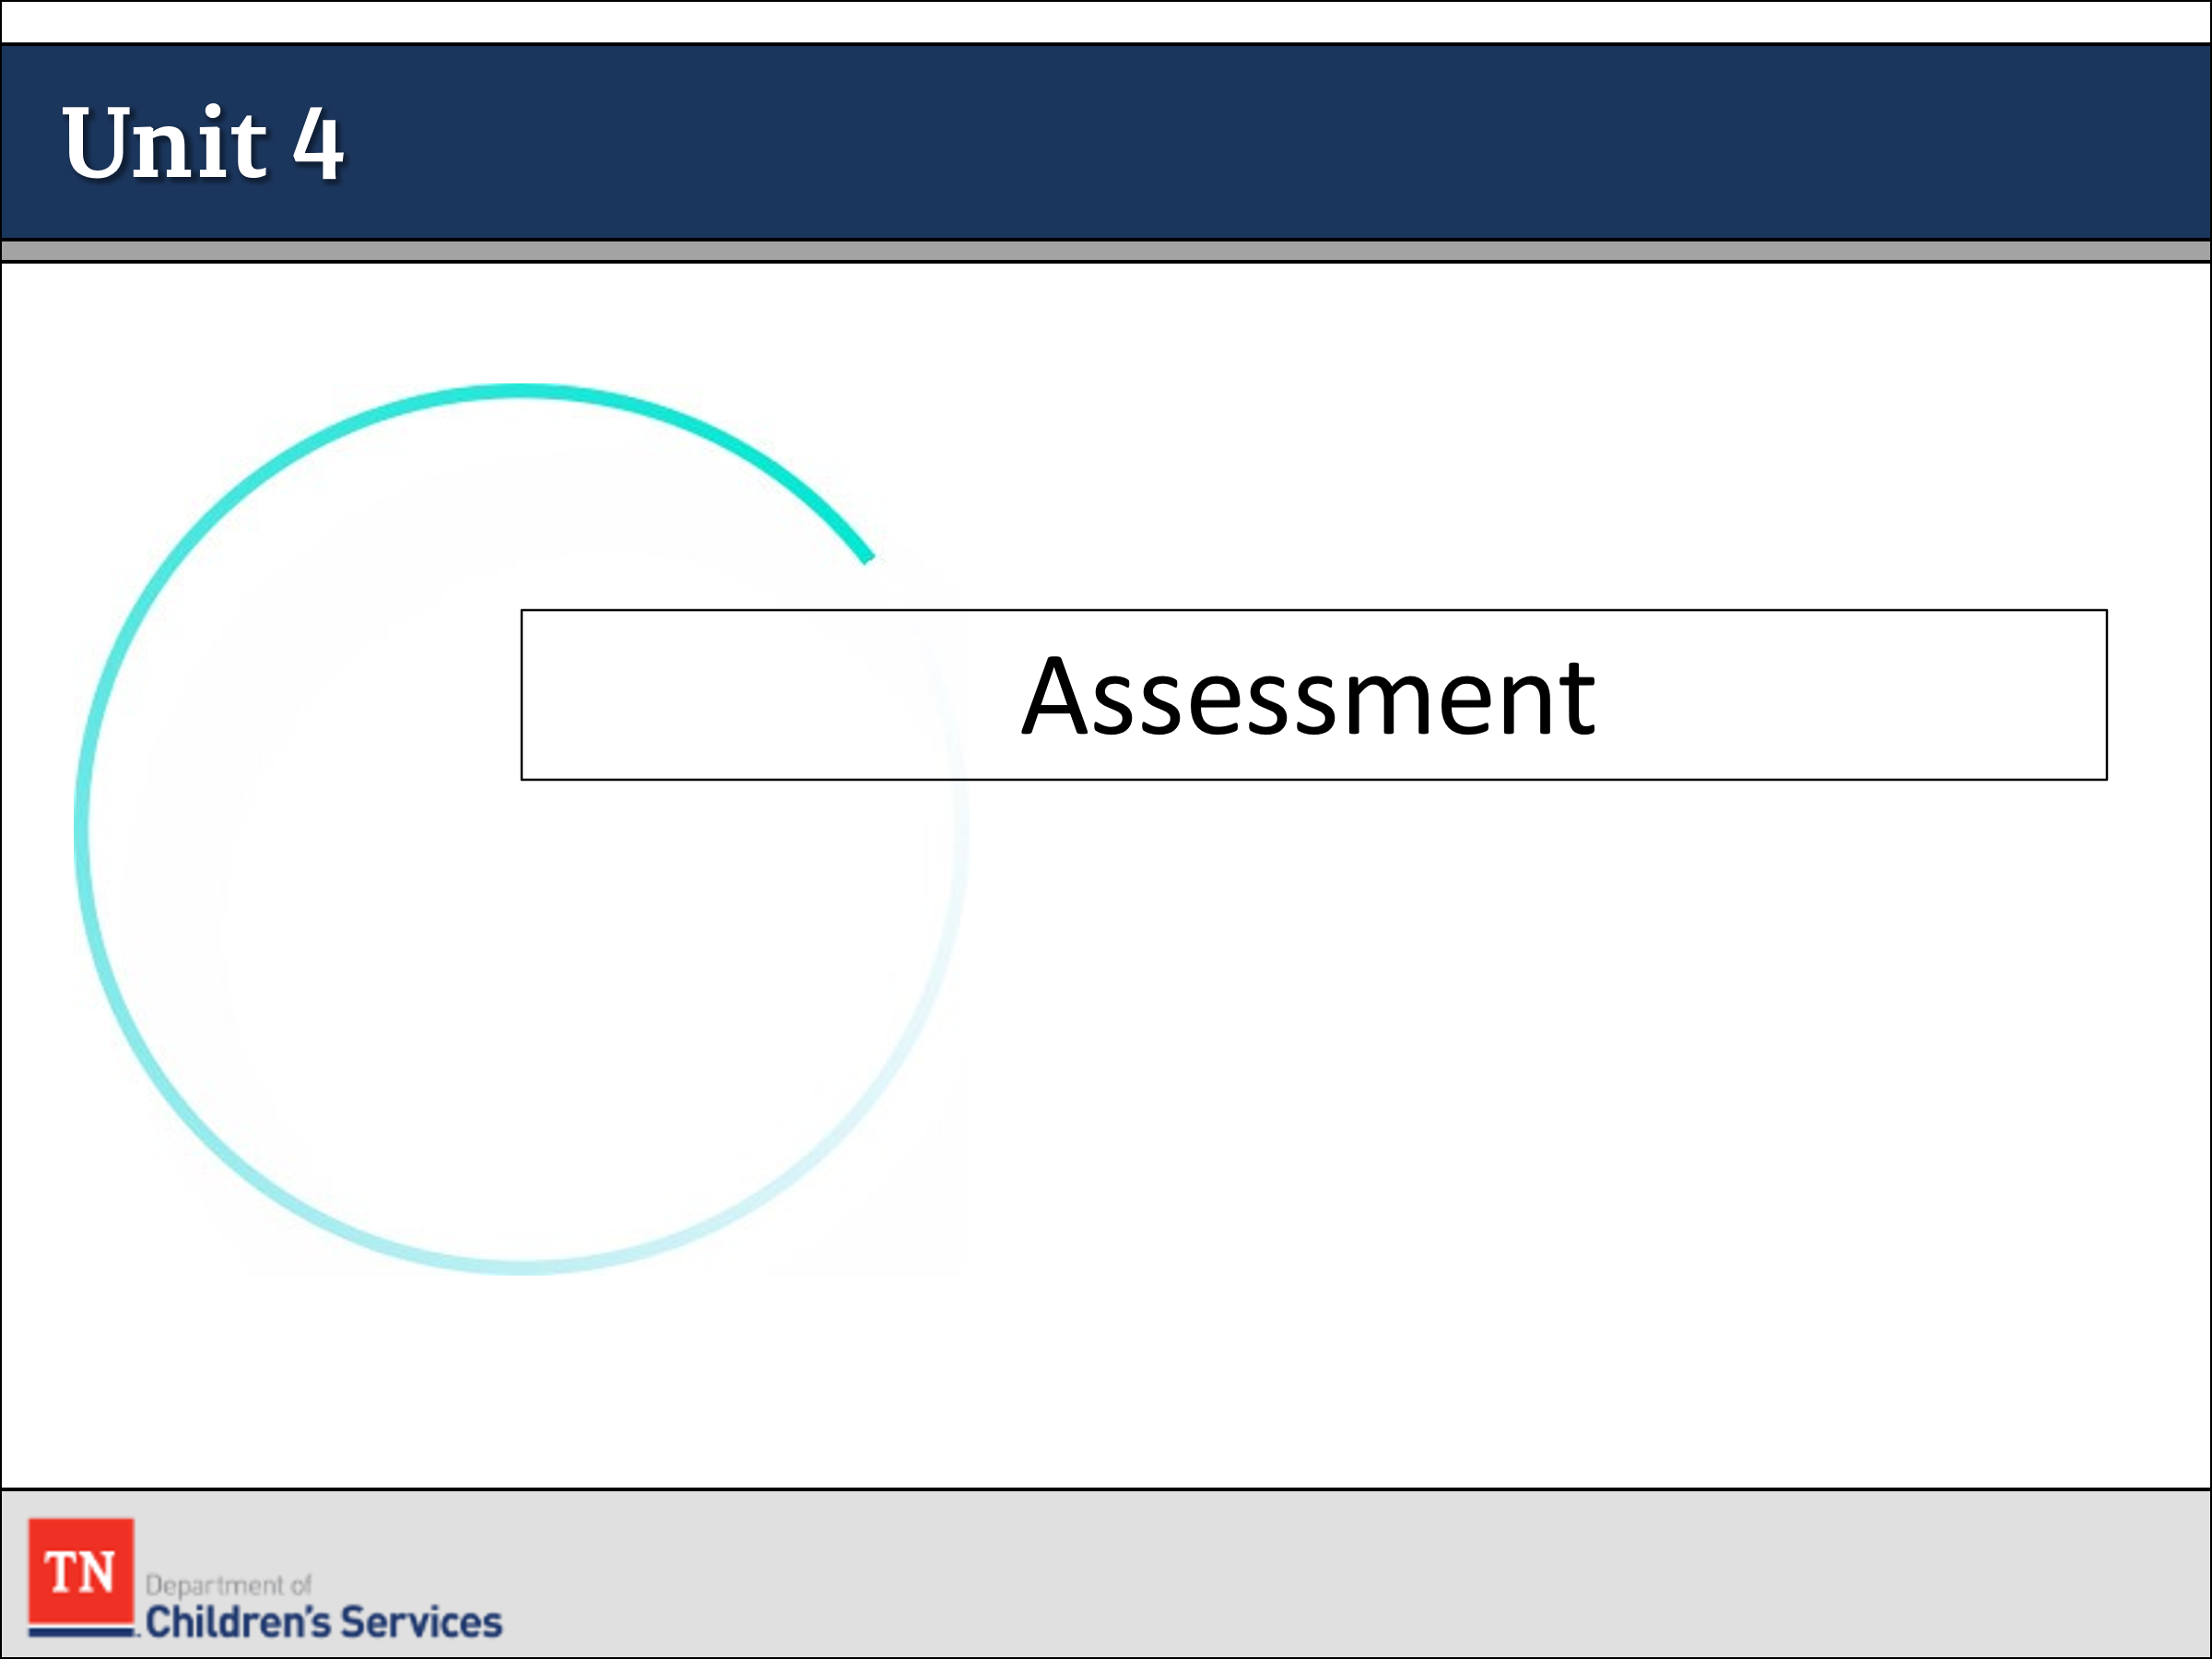 Unit 4
Assessment
TN
Department of
Children's Services